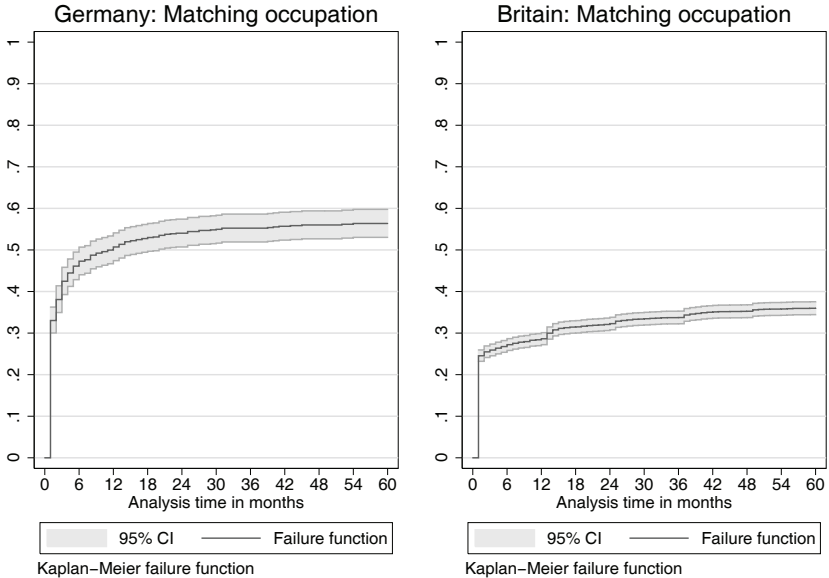 Germany: Matching occupation
1
.9
.8
.7
.6
.5
.4
.3
.2
.1
0
0 6 12 18 24 30 36 42 48 54 60
Analysis time in months
95% CI Failure function
Kaplan−Meier failure function
Britain: Matching occupation
1
.9
.8
.7
.6
.5
.4
.3
.2
.1
0
0 6 12 18 24 30 36 42 48 54 60
Analysis time in months
95% CI Failure function
Kaplan−Meier failure function